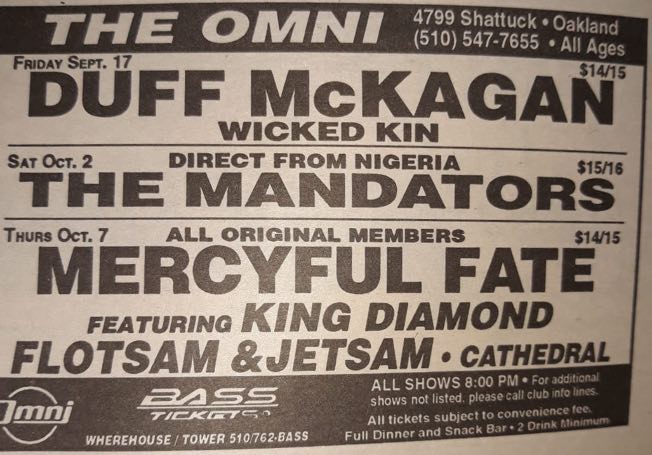 THE OMNI
4799 Shattuck • Oakland
(510) 547-7655 • All Ages
FRIDAY SEPT. 17
$14/15
DUFF McKAGAN
WICKED KIN
SAT OCT. 2
DIRECT FROM NIGERIA
$15/16
THE MANDATORS
THURS OCT. 7
ALL ORIGINAL MEMBERS
$14/15
MERCYFUL FATE
FEATURING KING DIAMOND
FLOTSAM & JETSAM • CATHEDRAL
Omni
BASS
TICKETS
WHEREHOUSE / TOWER 510/762-BASS
ALL SHOWS 8:00 PM • For additional
shows not listed. please call club info lines.
All tickets subject to convenience fee.
Full Dinner and Snack Bar • 2 Drink Minimum